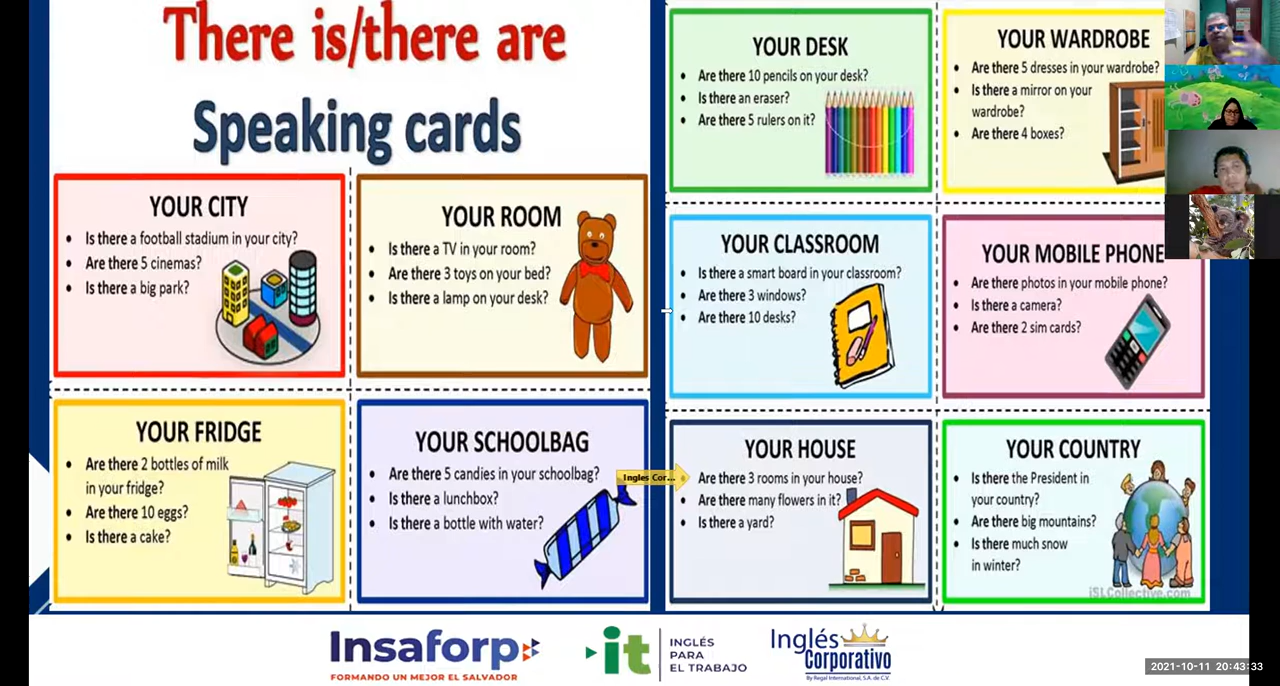 There is/there are
Speaking cards
YOUR CITY
• Is there a football stadium in your city?
• Are there 5 cinemas?
• Is there a big park?
YOUR ROOM
• Is there a TV in your room?
• Are there 3 toys on your bed?
• Is there a lamp on your desk?
YOUR FRIDGE
• Are there 2 bottles of milk
in your fridge?
• Are there 10 eggs?
• Is there a cake?
YOUR SCHOOLBAG
• Are there 5 candies in your schoolbag?
• Is there a lunchbox?
• Is there a bottle with water?
YOUR DESK
• Are there 10 pencils on your desk?
• Is there an eraser?
• Are there 5 rulers on it?
YOUR WARDROBE
• Are there 5 dresses in your wardrobe?
• Is there a mirror on your
wardrobe?
• Are there 4 boxes?
YOUR CLASSROOM
• Is there a smart board in your classroom?
• Are there 3 windows?
• Are there 10 desks?
YOUR MOBILE PHONE
• Are there photos in your mobile phone?
• Is there a camera?
• Are there 2 sim cards?
Ingles Cor...
YOUR HOUSE
• Are there 3 rooms in your house?
• Are there many flowers in it?
• Is there a yard?
YOUR COUNTRY
• Is there the President in
your country?
• Are there big mountains?
• Is there much snow
in winter?
iSLCollective.com
Insaforp
FORMANDO UN MEJOR EL SALVADOR
it
INGLÉS
PARA
EL TRABAJO
Inglés
Corporativo
By Regal International, S.A. de C.V.
2021-10-11 20:43:33